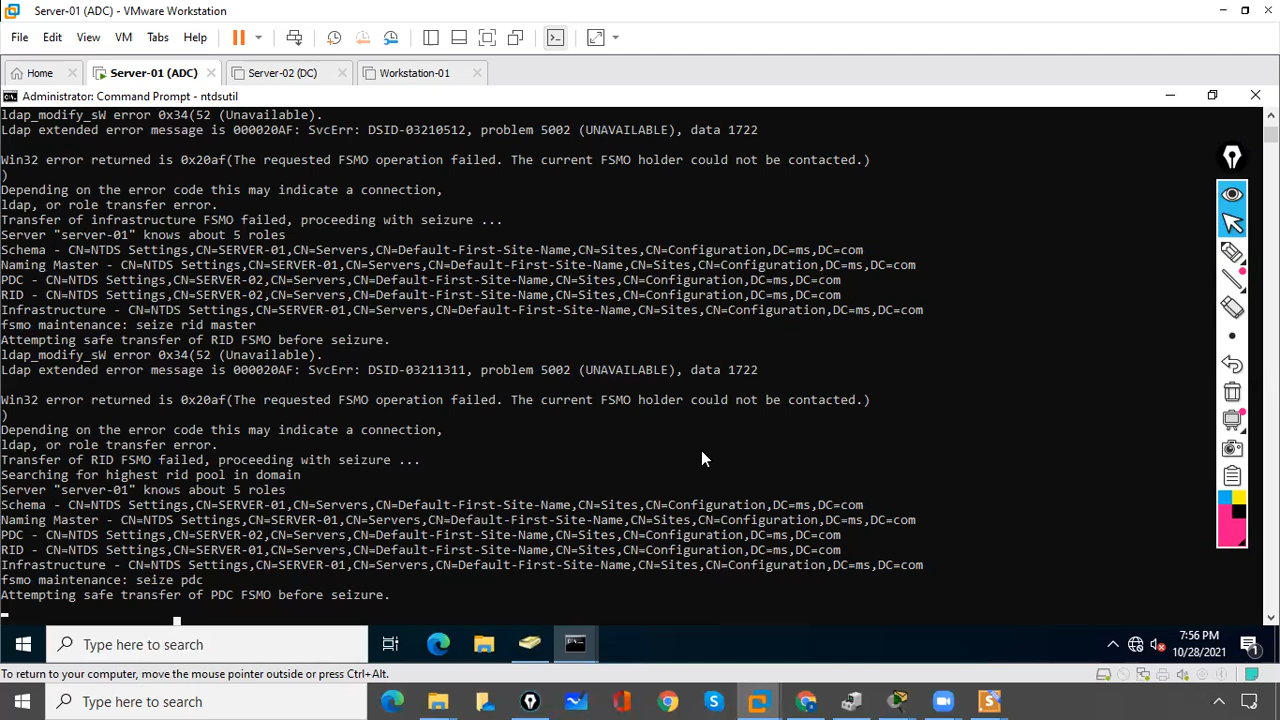 Server-01 (ADC) - VMware Workstation
File Edit View VM Tabs Help
Home Server-01 (ADC) Server-02 (DC) Workstation-01
Administrator: Command Prompt - ntdsutil
ldap_modify_sW error 0x34(52 (Unavailable).
Ldap extended error message is 000020AF: SvcErr: DSID-03210512, problem 5002 (UNAVAILABLE), data 1722
Win32 error returned is 0x20af(The requested FSMO operation failed. The current FSMO holder could not be contacted.)
)
Depending on the error code this may indicate a connection,
ldap, or role transfer error.
Transfer of infrastructure FSMO failed, proceeding with seizure ...
Server "server-01" knows about 5 roles
Schema - CN=NTDS Settings,CN=SERVER-01,CN=Servers,CN=Default-First-Site-Name,CN=Sites,CN=Configuration,DC=ms,DC=com
Naming Master - CN=NTDS Settings,CN=SERVER-01,CN=Servers,CN=Default-First-Site-Name,CN=Sites,CN=Configuration,DC=ms,DC=com
PDC - CN=NTDS Settings,CN=SERVER-02,CN=Servers,CN=Default-First-Site-Name,CN=Sites,CN=Configuration,DC=ms,DC=com
RID - CN=NTDS Settings,CN=SERVER-02,CN=Servers,CN=Default-First-Site-Name,CN=Sites,CN=Configuration,DC=ms,DC=com
Infrastructure - CN=NTDS Settings,CN=SERVER-01,CN=Servers,CN=Default-First-Site-Name,CN=Sites,CN=Configuration,DC=ms,DC=com
fsmo maintenance: seize rid master
Attempting safe transfer of RID FSMO before seizure.
ldap_modify_sW error 0x34(52 (Unavailable).
Ldap extended error message is 000020AF: SvcErr: DSID-03211311, problem 5002 (UNAVAILABLE), data 1722
Win32 error returned is 0x20af(The requested FSMO operation failed. The current FSMO holder could not be contacted.)
)
Depending on the error code this may indicate a connection,
ldap, or role transfer error.
Transfer of RID FSMO failed, proceeding with seizure ...
Searching for highest rid pool in domain
Server "server-01" knows about 5 roles
Schema - CN=NTDS Settings,CN=SERVER-01,CN=Servers,CN=Default-First-Site-Name,CN=Sites,CN=Configuration,DC=ms,DC=com
Naming Master - CN=NTDS Settings,CN=SERVER-01,CN=Servers,CN=Default-First-Site-Name,CN=Sites,CN=Configuration,DC=ms,DC=com
PDC - CN=NTDS Settings,CN=SERVER-02,CN=Servers,CN=Default-First-Site-Name,CN=Sites,CN=Configuration,DC=ms,DC=com
RID - CN=NTDS Settings,CN=SERVER-01,CN=Servers,CN=Default-First-Site-Name,CN=Sites,CN=Configuration,DC=ms,DC=com
Infrastructure - CN=NTDS Settings,CN=SERVER-01,CN=Servers,CN=Default-First-Site-Name,CN=Sites,CN=Configuration,DC=ms,DC=com
fsmo maintenance: seize pdc
Attempting safe transfer of PDC FSMO before seizure.
Type here to search
7:56 PM
10/28/2021
1
To return to your computer, move the mouse pointer outside or press Ctrl+Alt.
Type here to search